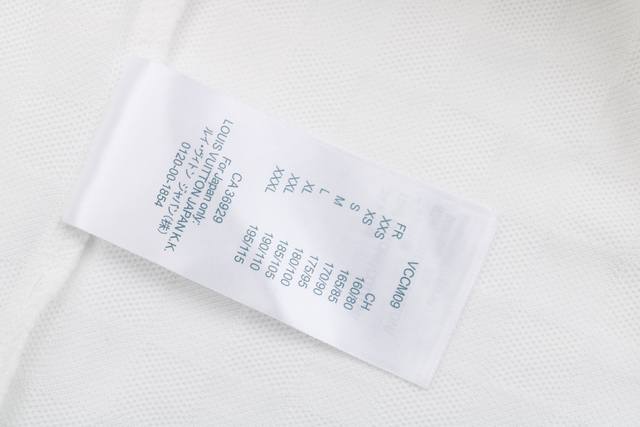 VCCM09
FR CH
XXS 160/80
XS 165/85
S 170/90
M 175/95
L 180/100
XL 185/105
XXL 190/110
XXXL 195/115
CA 36929
For Japan only:
LOUIS VUITTON JAPAN K.K.
ルイ・ヴィトン ジャパン(株)
0120-00-1854